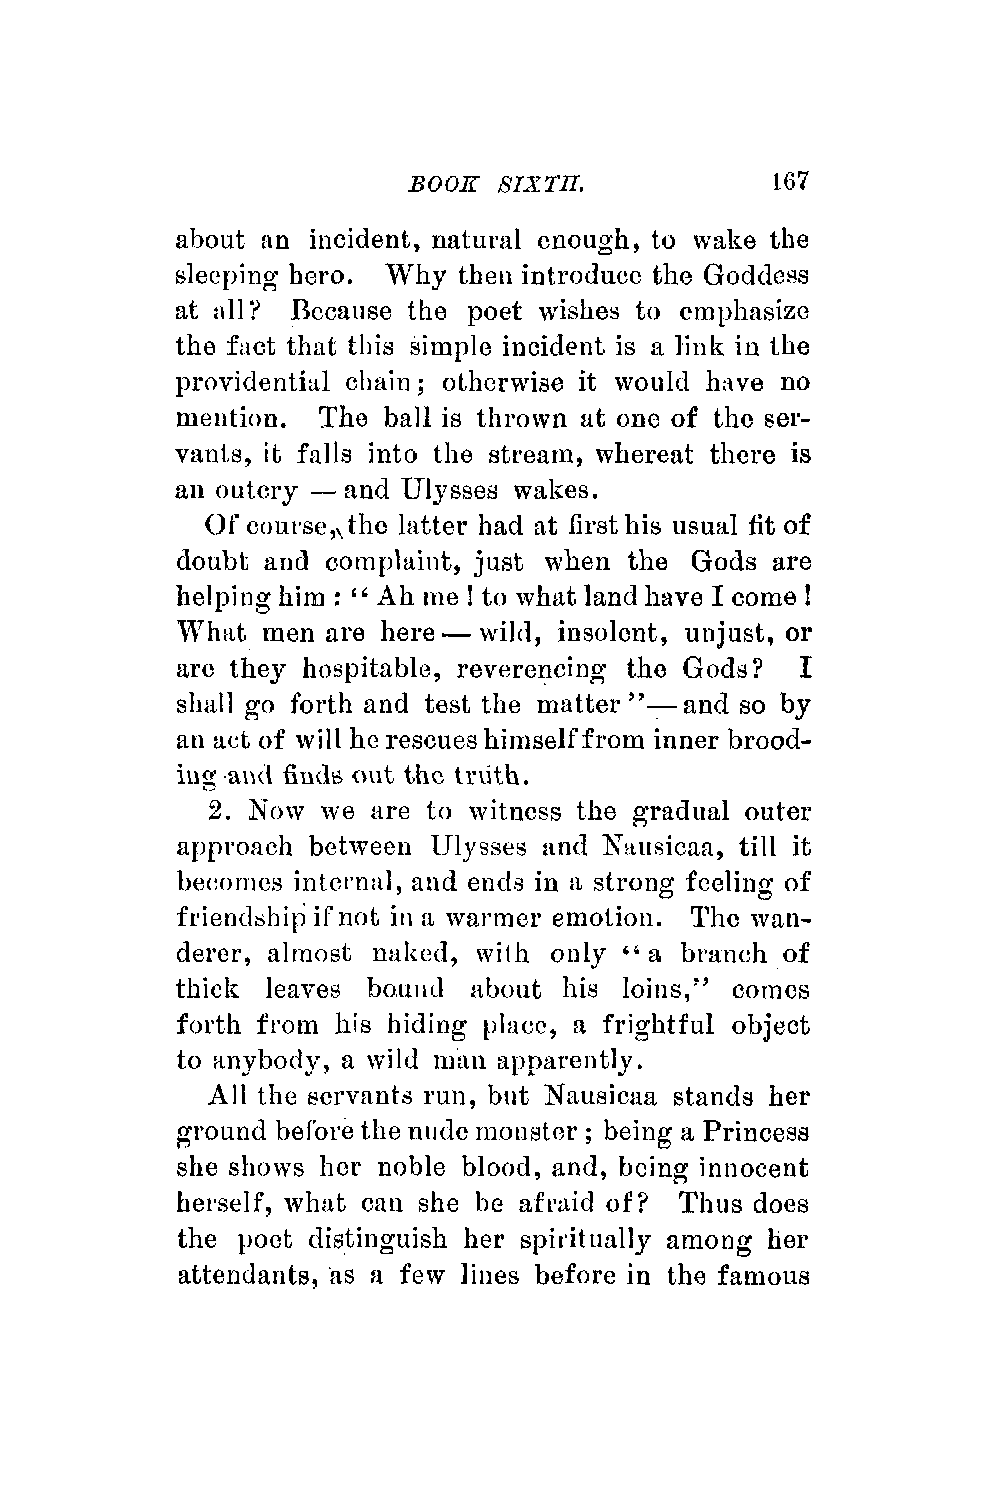 BOOK SIXTH. 167
about an incident, natural enough, to wake the
sleeping hero. Why then introduce the Goddess
at all? Because the poet wishes to emphasize
the fact that this simple incident is a link in the
providential chain; otherwise it would have no
mention. The ball is thrown at one of the ser-
vants, it falls into the stream, whereat there is
an outcry — and Ulysses wakes.
Of course, the latter had at first his usual fit of
doubt and complaint, just when the Gods are
helping him : “ Ah me ! to what land have I come !
What men are here — wild, insolent, unjust, or
are they hospitable, reverencing the Gods? I
shall go forth and test the matter ”— and so by
an act of will he rescues himself from inner brood-
ing and finds out the truth.
2. Now we are to witness the gradual outer
approach between Ulysses and Nausicaa, till it
becomes internal, and ends in a strong feeling of
friendship if not in a warmer emotion. The wan-
derer, almost naked, with only “ a branch of
thick leaves bound about his loins,” comes
forth from his hiding place, a frightful object
to anybody, a wild man apparently.
All the servants run, but Nausicaa stands her
ground before the nude monster ; being a Princess
she shows her noble blood, and, being innocent
herself, what can she be afraid of? Thus does
the poet distinguish her spiritually among her
attendants, as a few lines before in the famous